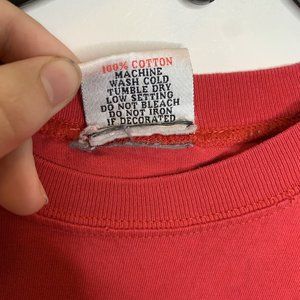 100% COTTON
MACHINE
WASH COLD
TUMBLE DRY
LOW SETTING
DO NOT BLEACH
DO NOT IRON
IF DECORATED